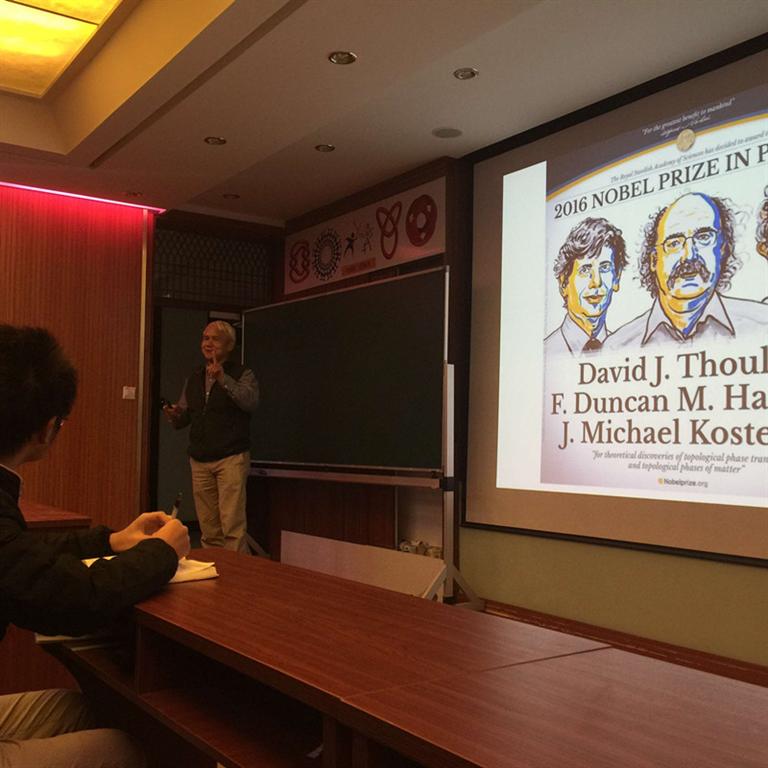 "For the greatest benefit to mankind"
The Royal Swedish Academy of Sciences has decided to award
2016 NOBEL PRIZE IN P
David J. Thoul
F. Duncan M. Ha
J. Michael Koste
"for theoretical discoveries of topological phase tran
and topological phases of matter"
Nobelprize.org